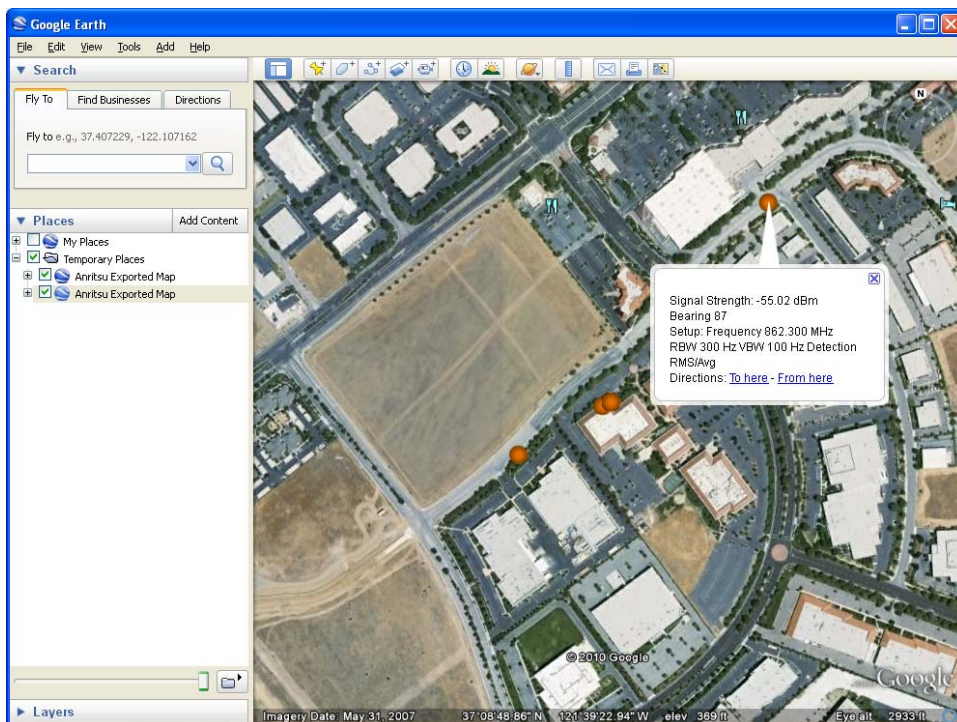 Google Earth
File Edit View Tools Add Help
Search
Fly To Find Businesses Directions
Fly to e.g., 37.407229, -122.107162
Places Add Content
My Places
Temporary Places
Anritsu Exported Map
Anritsu Exported Map
Layers
N
Signal Strength: -55.02 dBm
Bearing 87
Setup: Frequency 862.300 MHz
RBW 300 Hz VBW 100 Hz Detection
RMS/Avg
Directions: To here - From here
© 2010 Google
Google
Imagery Date: May 31, 2007 37°08'48.86" N 121°39'22.94" W elev 369 ft Eye alt 2933 ft